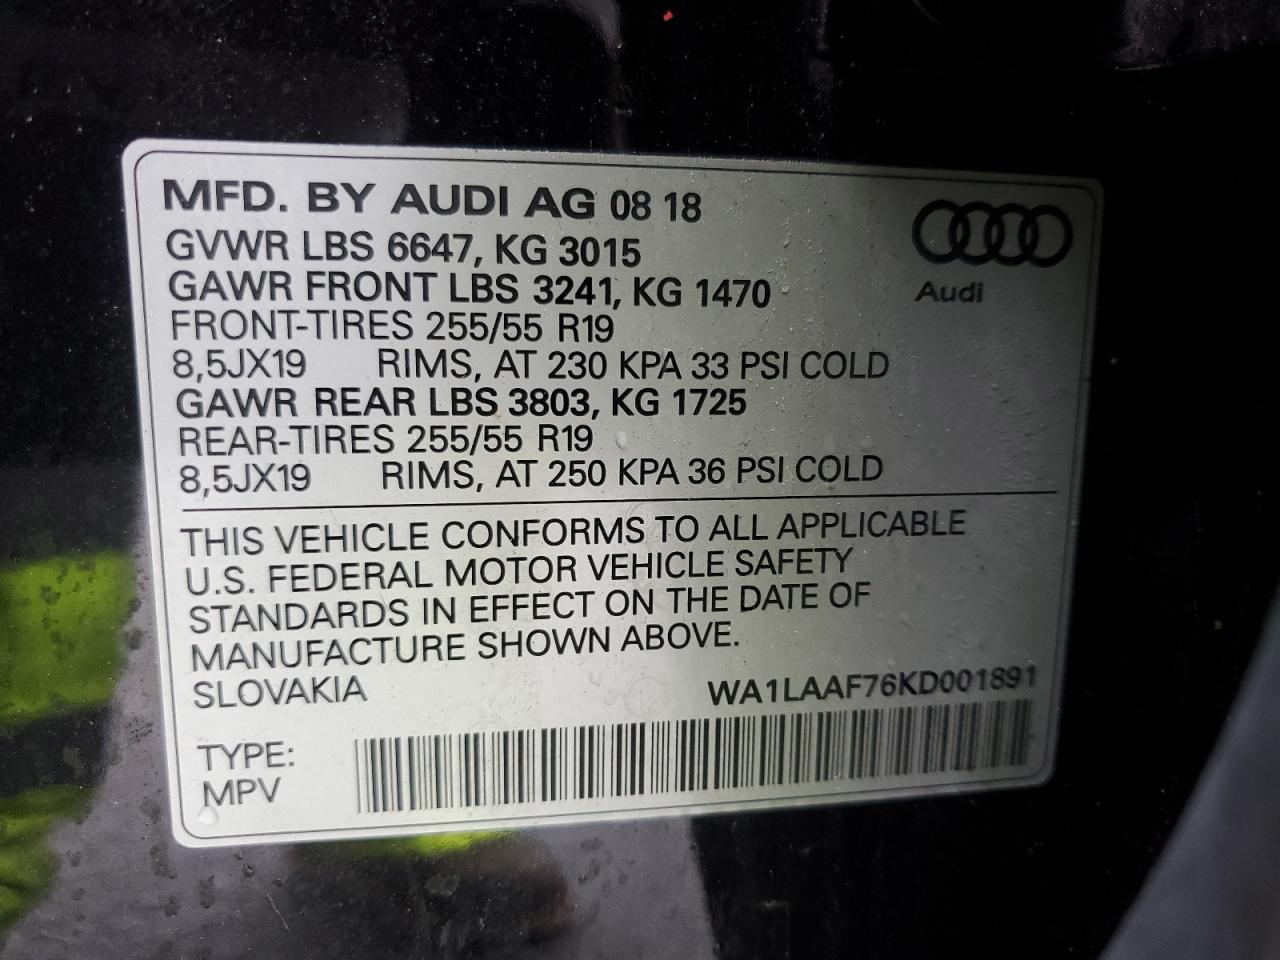 MFD. BY AUDI AG 08 18
GVWR LBS 6647, KG 3015
GAWR FRONT LBS 3241, KG 1470
FRONT-TIRES 255/55 R19
8,5JX19 RIMS, AT 230 KPA 33 PSI COLD
GAWR REAR LBS 3803, KG 1725
REAR-TIRES 255/55 R19
8,5JX19 RIMS, AT 250 KPA 36 PSI COLD
Audi
THIS VEHICLE CONFORMS TO ALL APPLICABLE
U.S. FEDERAL MOTOR VEHICLE SAFETY
STANDARDS IN EFFECT ON THE DATE OF
MANUFACTURE SHOWN ABOVE.
SLOVAKIA WA1LAAF76KD001891
TYPE:
MPV